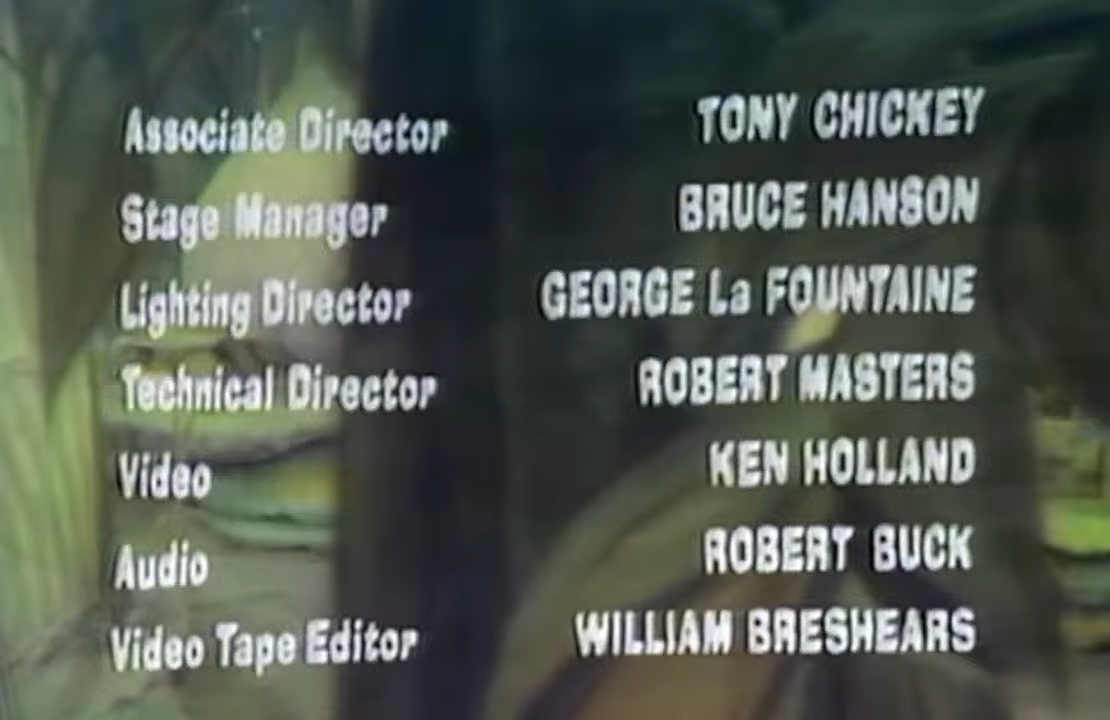 Associate Director TONY CHICKEY
Stage Manager BRUCE HANSON
Lighting Director GEORGE La FOUNTAINE
Technical Director ROBERT MASTERS
Video KEN HOLLAND
Audio ROBERT BUCK
Video Tape Editor WILLIAM BRESHEARS